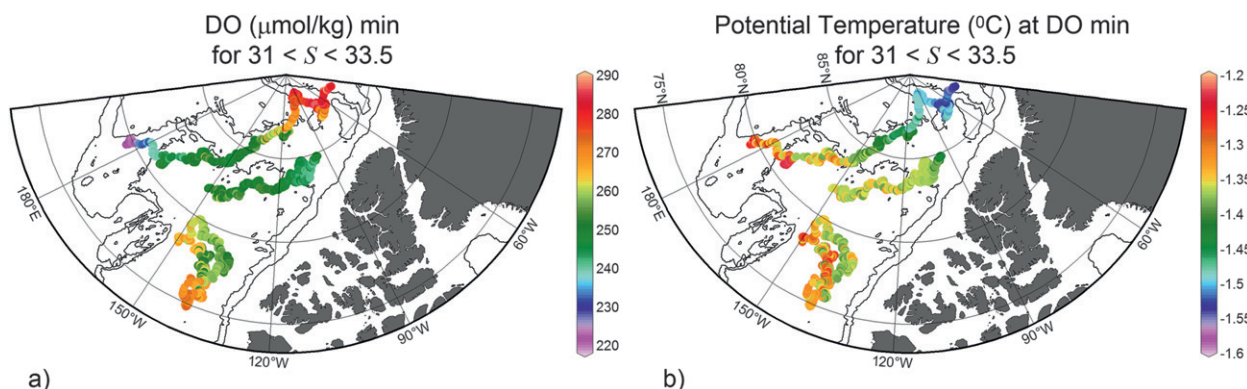 DO (μmol/kg) min
for 31 < S < 33.5
290
280
270
260
250
240
230
220
180°E
150°W
120°W
90°W
60°W
a)
Potential Temperature (⁰C) at DO min
for 31 < S < 33.5
75°N
80°N
85°N
-1.2
-1.25
-1.3
-1.35
-1.4
-1.45
-1.5
-1.55
-1.6
180°E
150°W
120°W
90°W
60°W
b)